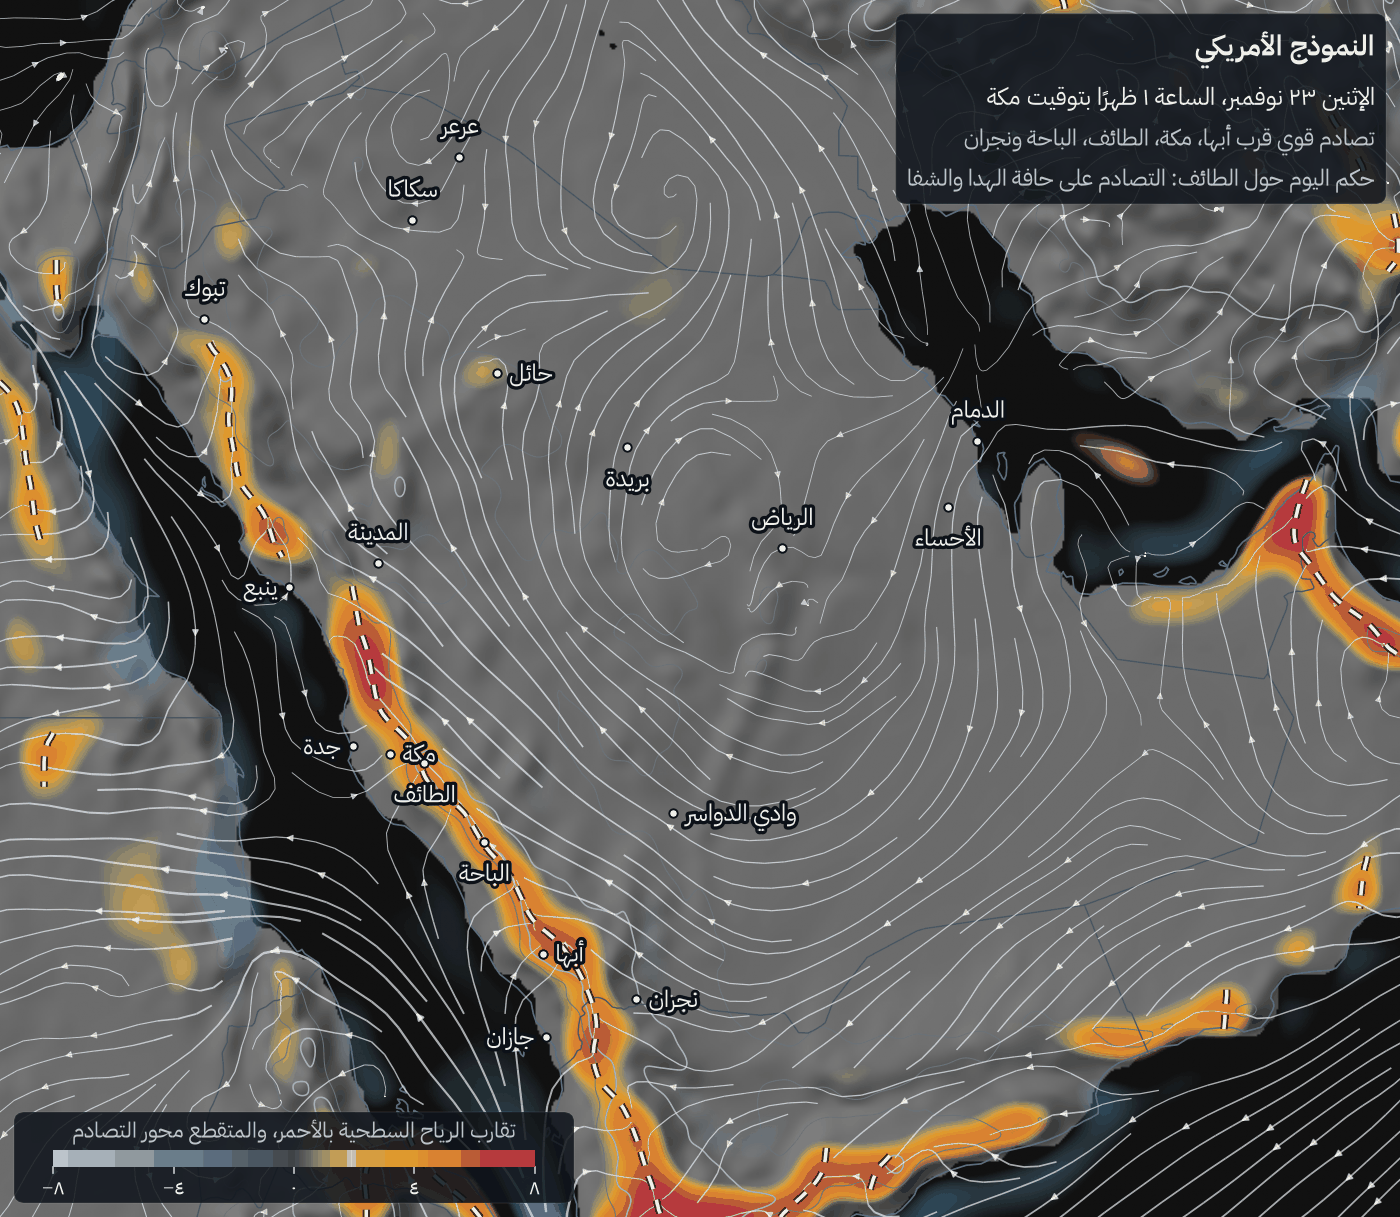 النموذج الأمريكي
الإثنين ٢٣ نوفمبر، الساعة ١ ظهرًا بتوقيت مكة
تصادم قوي قرب أبها، مكة، الطائف، الباحة ونجران
حكم اليوم حول الطائف: التصادم على حافة الهدا والشفا
عرعر
سكاكا
تبوك
حائل
الدمام
بريدة
الرياض
المدينة
الأحساء
ينبع
جدة
مكة
الطائف
وادي الدواسر
الباحة
أبها
نجران
جازان
تقارب الرياح السطحية بالأحمر، والمتقطع محور التصادم
−٨ −٤ ٠ ٤ ٨